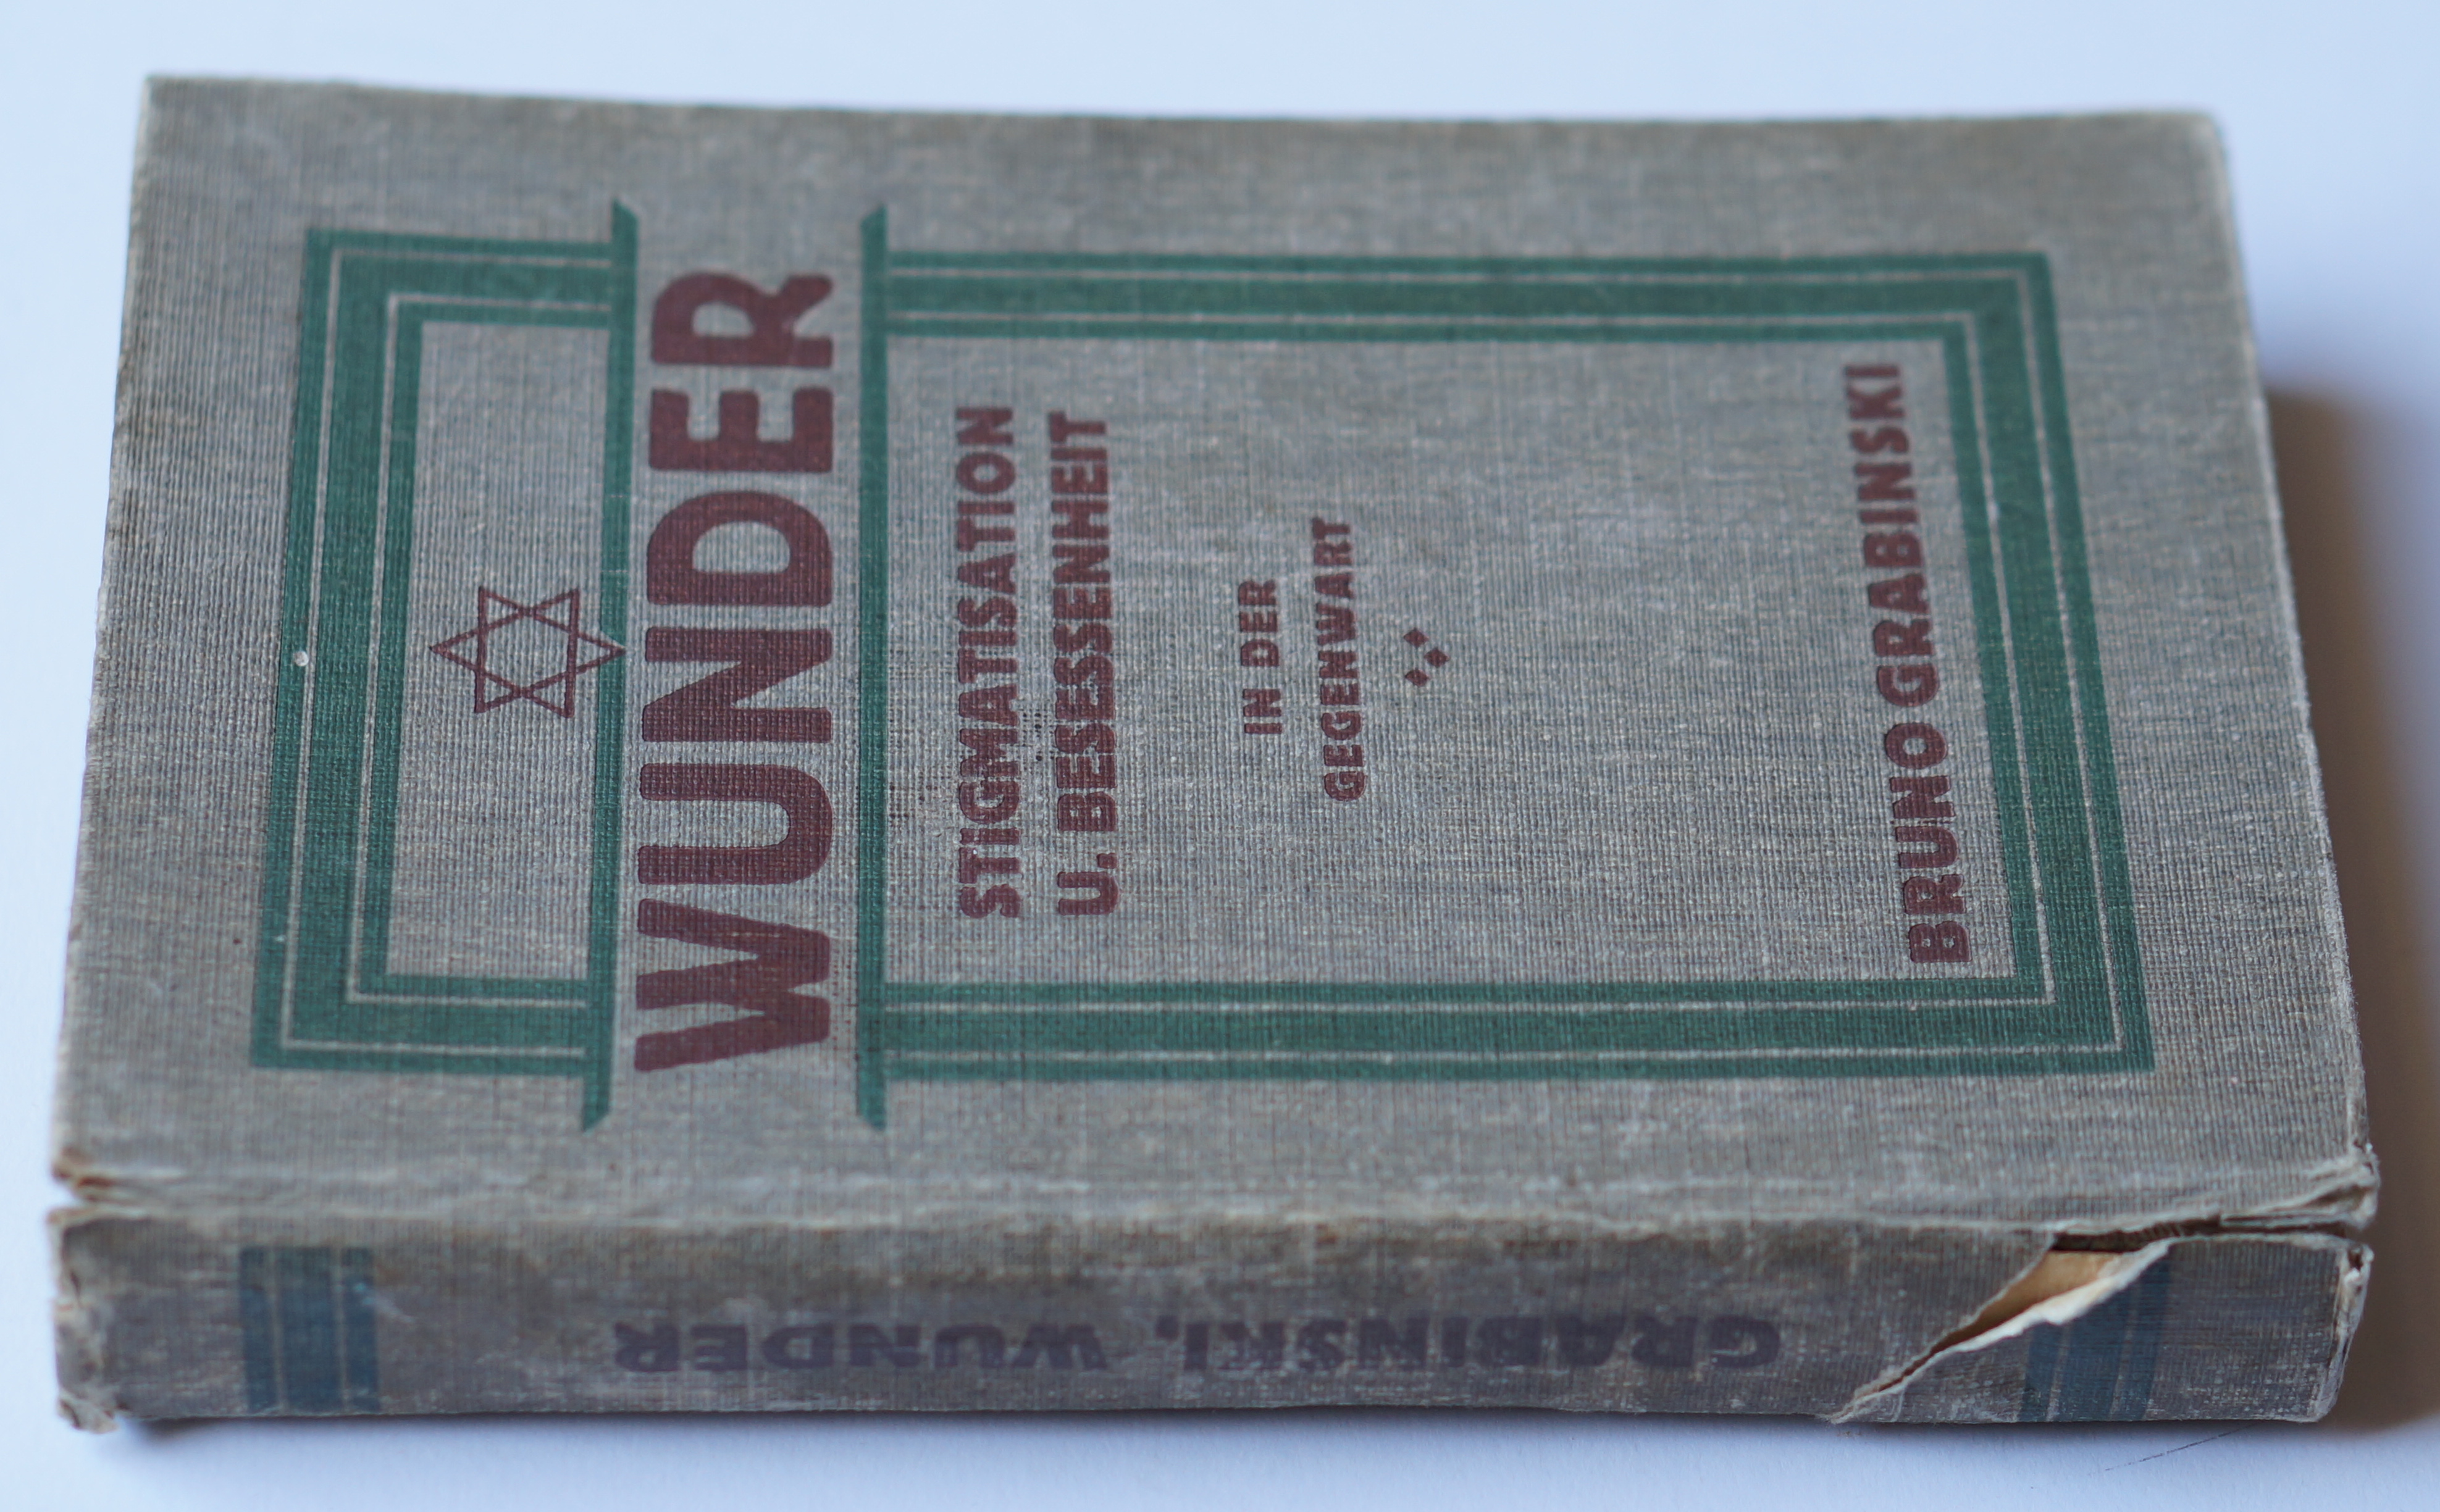 WUNDER
STIGMATISATION
U. BESESSENHEIT
IN DER
GEGENWART
BRUNO GRABINSKI
GRABINSKI, WUNDER